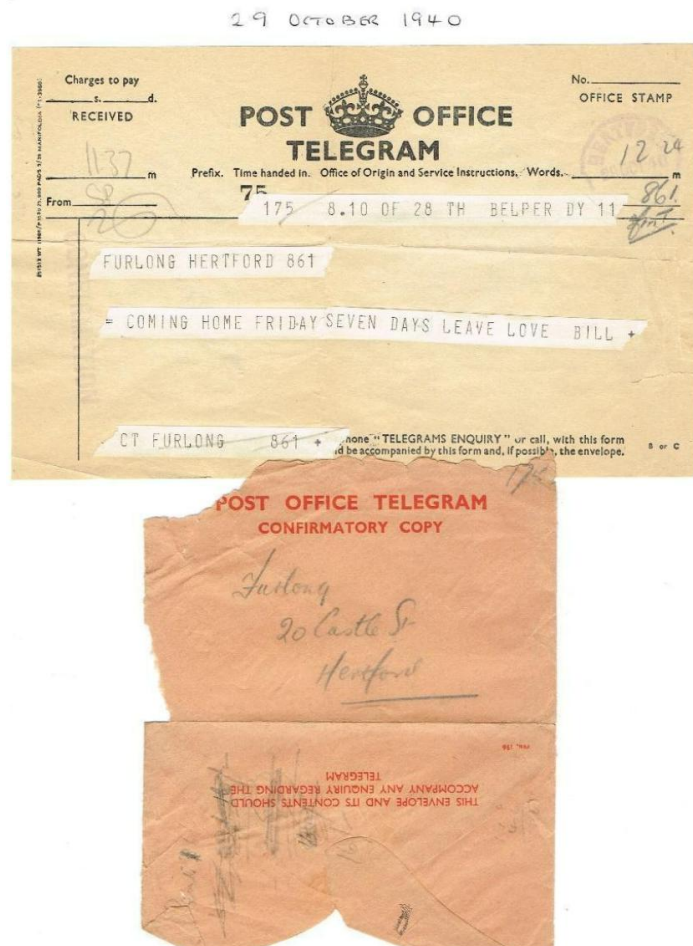 29 OCTOBER 1940
Charges to pay
s. d.
RECEIVED
POST OFFICE
TELEGRAM
No.
OFFICE STAMP
HERTFORD
1137 m
12 24 m
Prefix. Time handed in. Office of Origin and Service Instructions. Words.
From
75
861
175 8.10 OF 28 TH BELPER DY 11
FURLONG HERTFORD 861
= COMING HOME FRIDAY SEVEN DAYS LEAVE LOVE BILL +
CT FURLONG 861 +
"TELEGRAMS ENQUIRY" or call, with this form
be accompanied by this form and, if possible, the envelope.
B or C
POST OFFICE TELEGRAM
CONFIRMATORY COPY
Furlong
20 Castle St
Hertford
THIS ENVELOPE AND ITS CONTENTS SHOULD
ACCOMPANY ANY ENQUIRY REGARDING THE
TELEGRAM